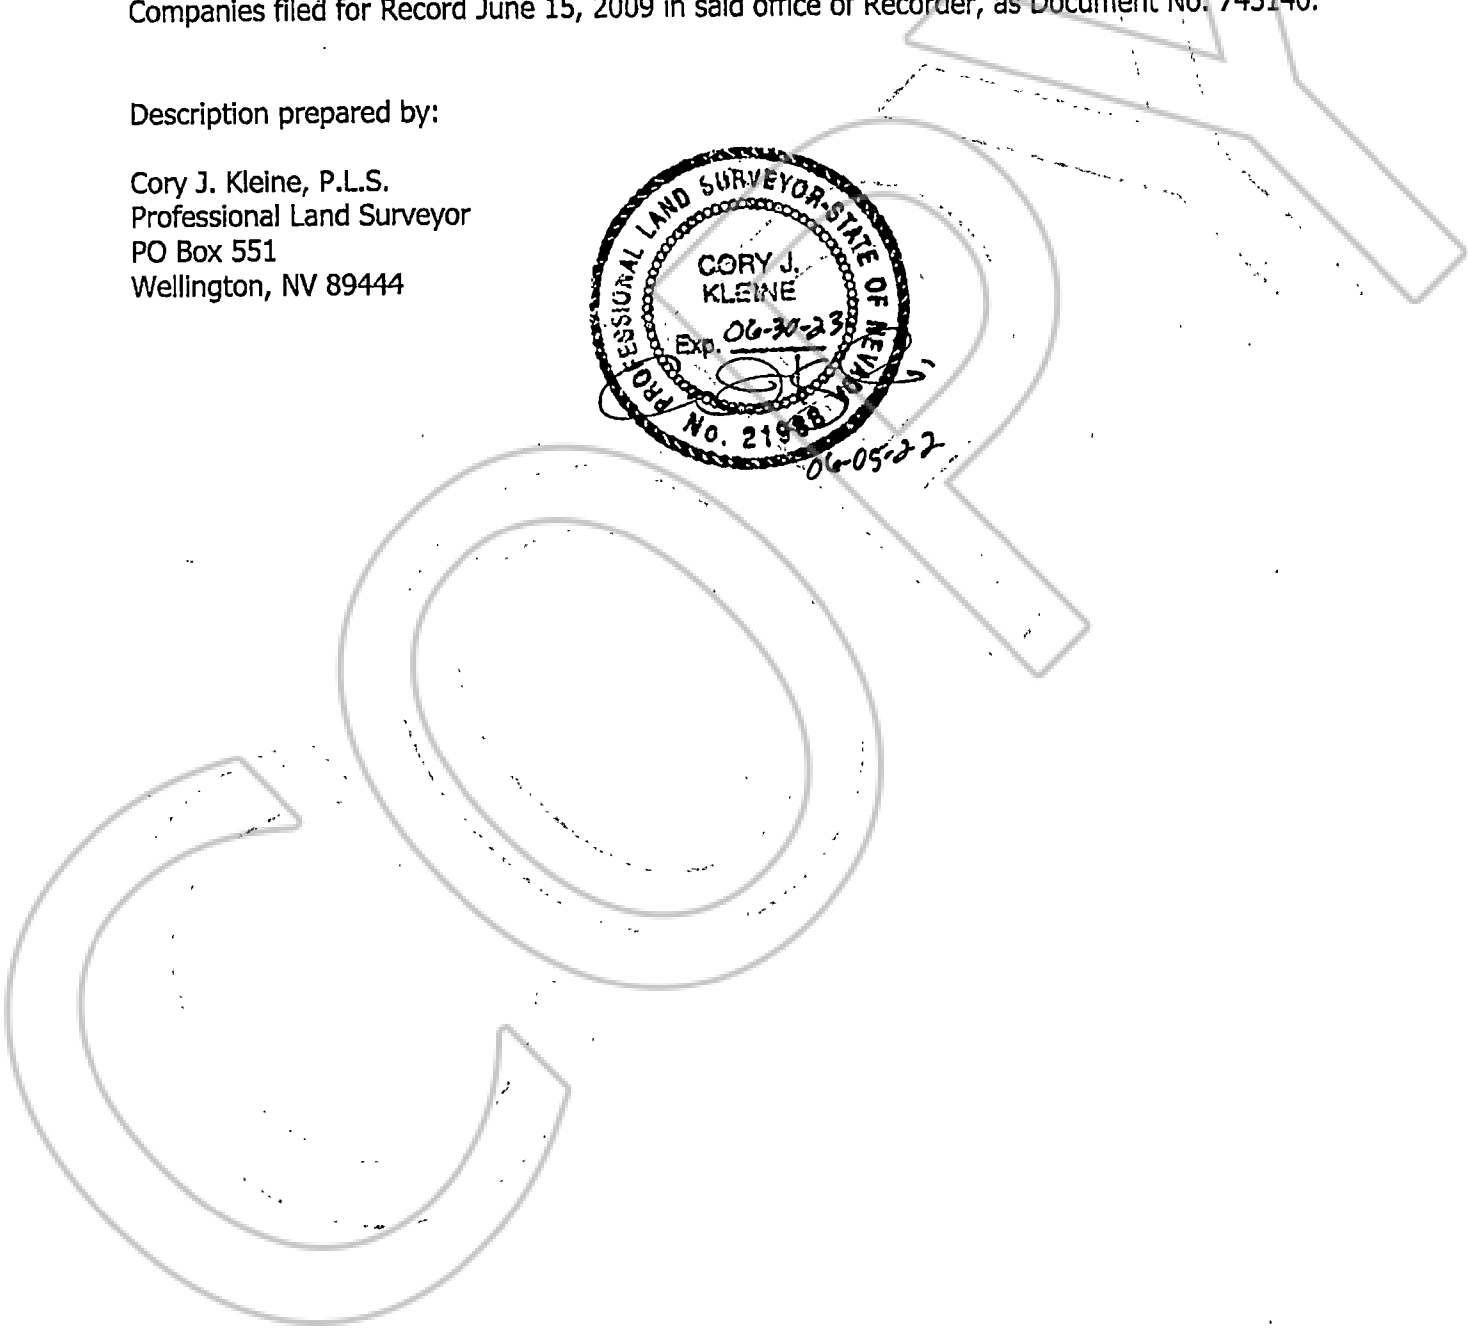 Companies filed for Record June 15, 2009 in said office of Recorder, as Document No. 745140.
Description prepared by:
Cory J. Kleine, P.L.S.
Professional Land Surveyor
PO Box 551
Wellington, NV 89444
PROFESSIONAL LAND SURVEYOR-STATE OF NEVADA
CORY J.
KLEINE
Exp. 06-30-23
No. 21988
06-05-22
COPY